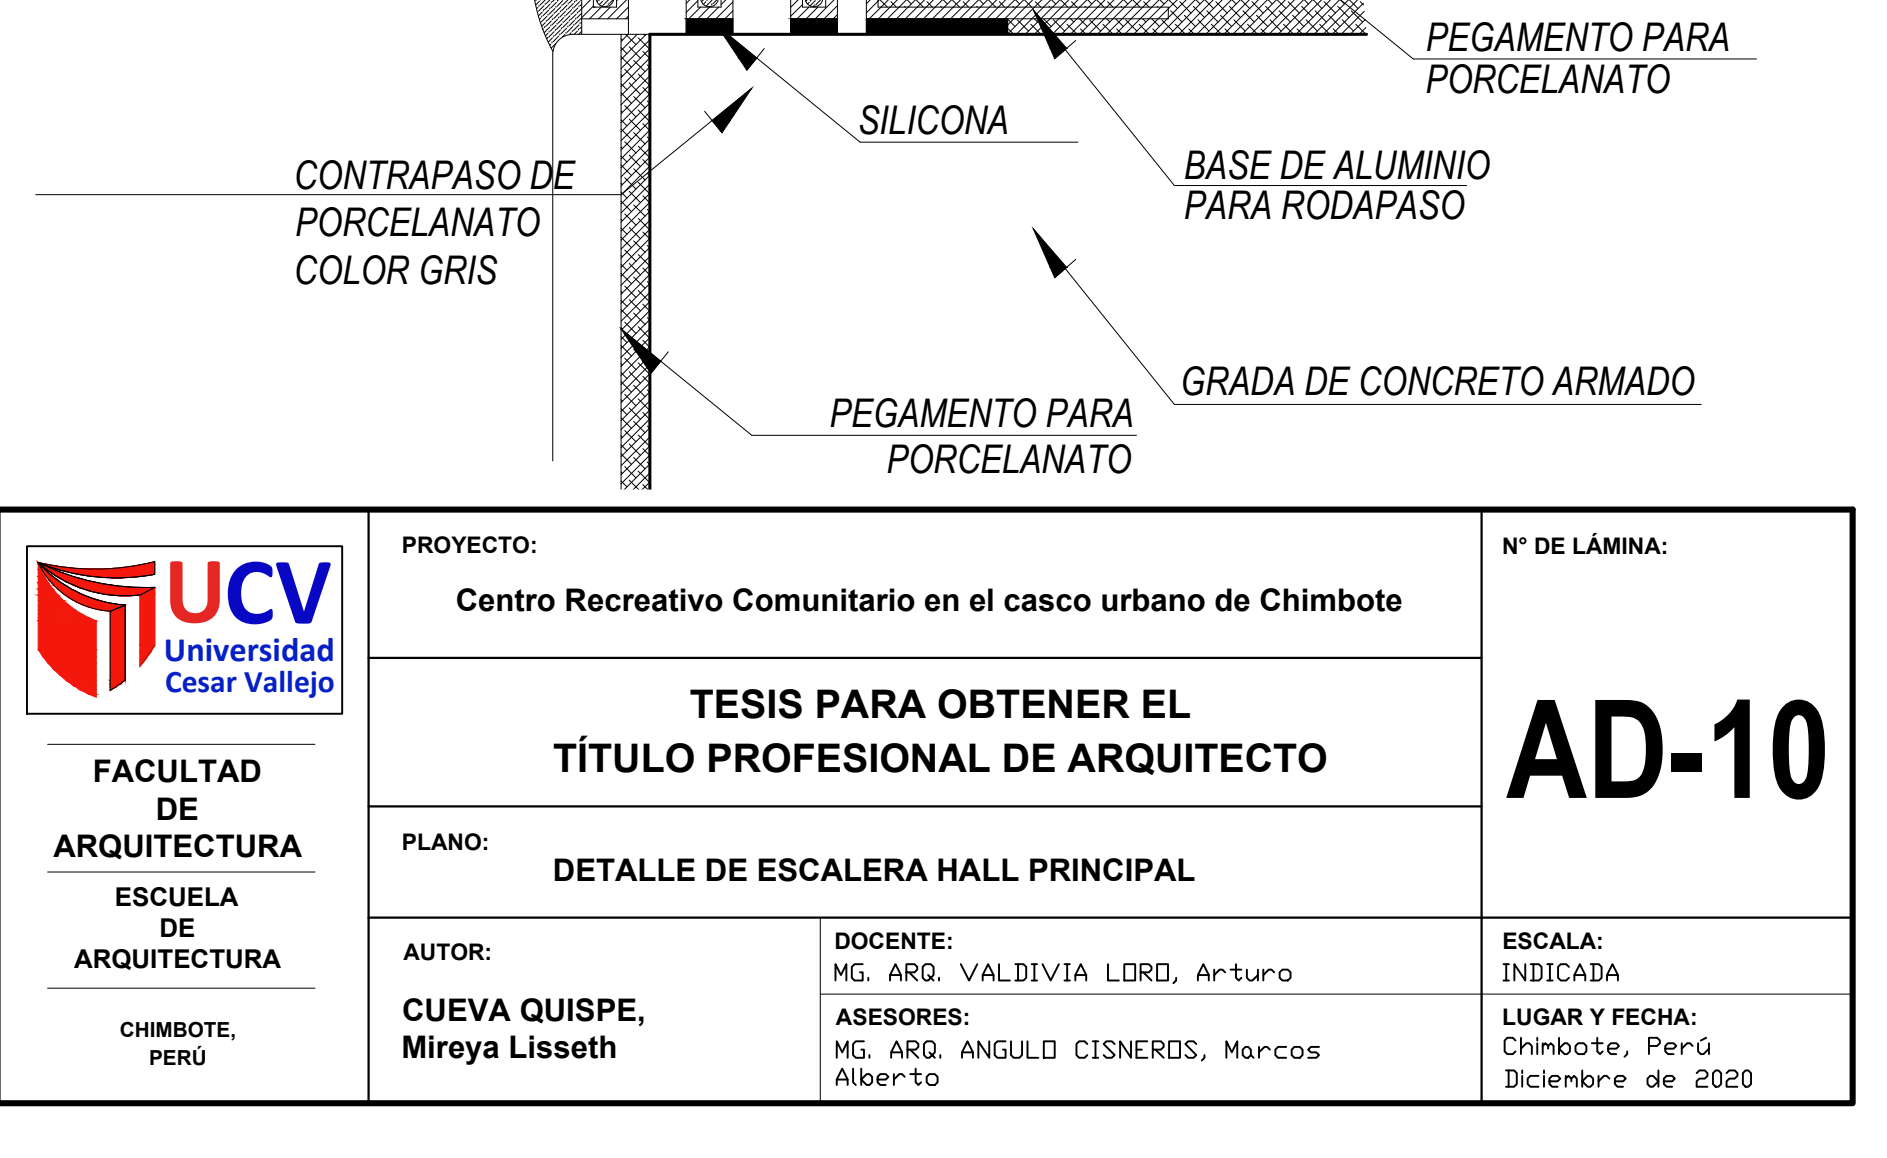 PEGAMENTO PARA
PORCELANATO
SILICONA
BASE DE ALUMINIO
PARA RODAPASO
CONTRAPASO DE
PORCELANATO
COLOR GRIS
GRADA DE CONCRETO ARMADO
PEGAMENTO PARA
PORCELANATO
UCV
Universidad
Cesar Vallejo
FACULTAD
DE
ARQUITECTURA
ESCUELA
DE
ARQUITECTURA
CHIMBOTE,
PERÚ
PROYECTO:
Centro Recreativo Comunitario en el casco urbano de Chimbote
TESIS PARA OBTENER EL
TÍTULO PROFESIONAL DE ARQUITECTO
PLANO:
DETALLE DE ESCALERA HALL PRINCIPAL
AUTOR:
CUEVA QUISPE,
Mireya Lisseth
DOCENTE:
MG. ARQ. VALDIVIA LORO, Arturo
ASESORES:
MG. ARQ. ANGULO CISNEROS, Marcos
Alberto
N° DE LÁMINA:
AD-10
ESCALA:
INDICADA
LUGAR Y FECHA:
Chimbote, Perú
Diciembre de 2020